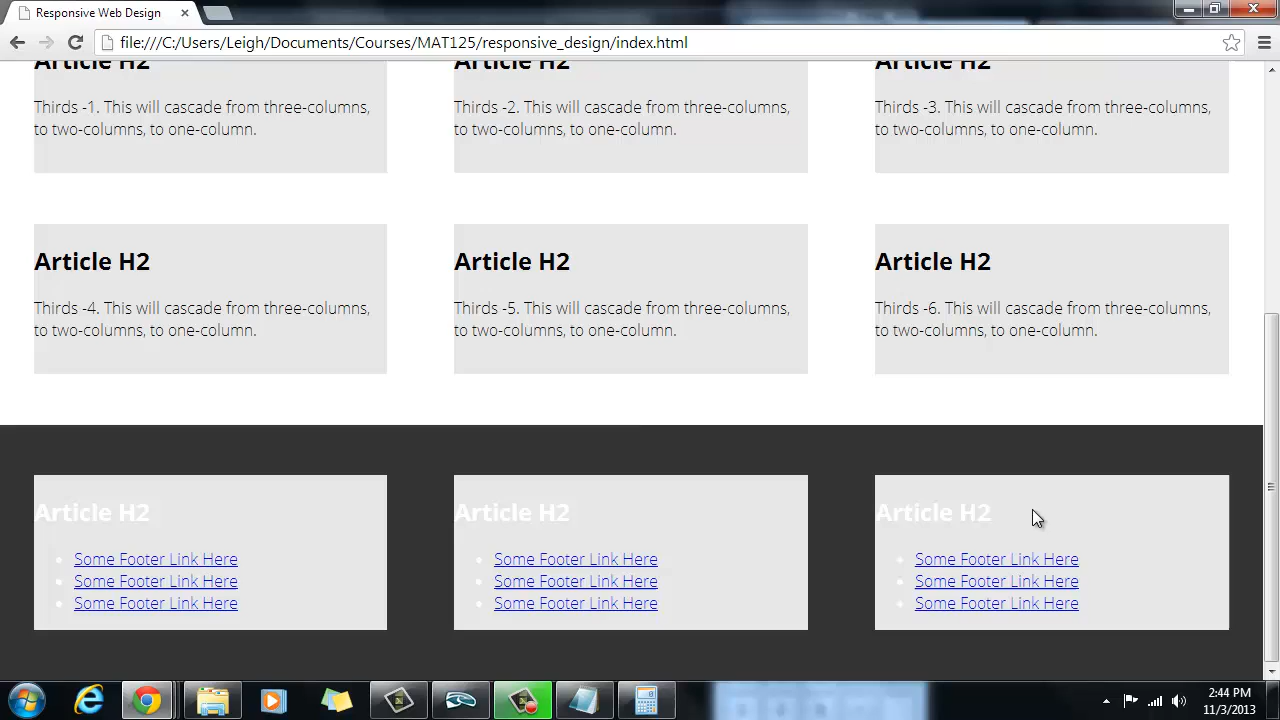 Responsive Web Design
file:///C:/Users/Leigh/Documents/Courses/MAT125/responsive_design/index.html
Article H2
Article H2
Article H2
Thirds -1. This will cascade from three-columns,
to two-columns, to one-column.
Thirds -2. This will cascade from three-columns,
to two-columns, to one-column.
Thirds -3. This will cascade from three-columns,
to two-columns, to one-column.
Article H2
Thirds -4. This will cascade from three-columns,
to two-columns, to one-column.
Article H2
Thirds -5. This will cascade from three-columns,
to two-columns, to one-column.
Article H2
Thirds -6. This will cascade from three-columns,
to two-columns, to one-column.
Article H2
Some Footer Link Here
Some Footer Link Here
Some Footer Link Here
Article H2
Some Footer Link Here
Some Footer Link Here
Some Footer Link Here
Article H2
Some Footer Link Here
Some Footer Link Here
Some Footer Link Here
2:44 PM
11/3/2013